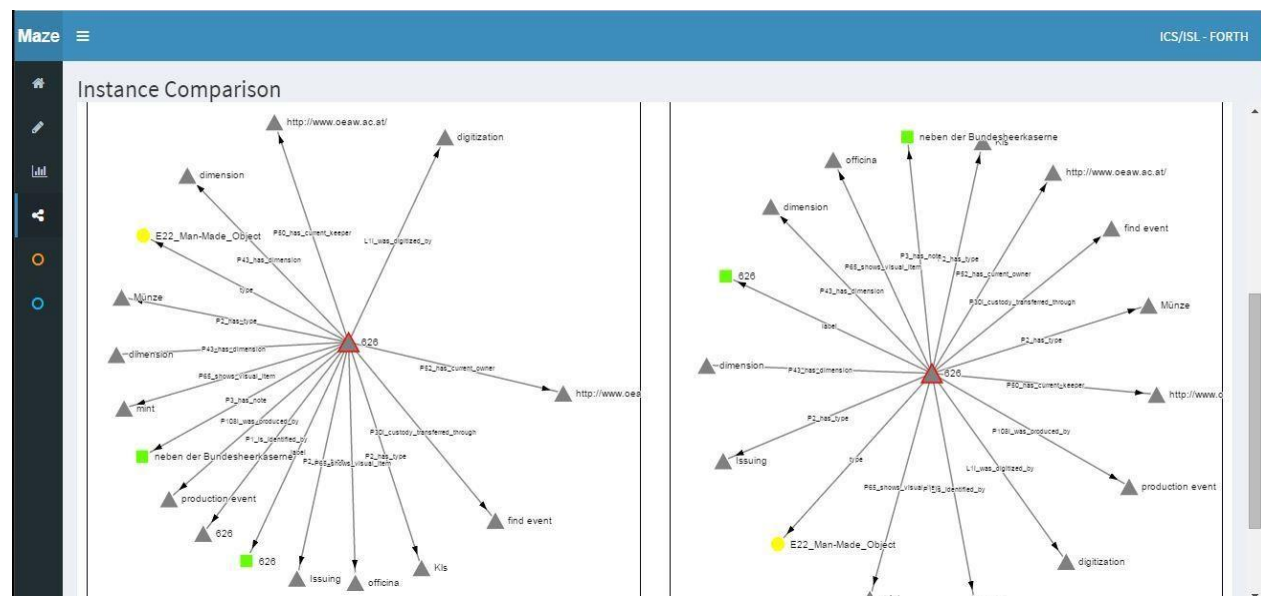 Maze
ICS/ISL - FORTH
Instance Comparison
http://www.oeaw.ac.at/
digitization
dimension
E22_Man-Made_Object
P50_has_current_keeper
L11_was_digitized_by
P43_has_dimension
type
Münze
P2_has_type
626
dimension
P43_has_dimension
P52_has_current_owner
P65_shows_visual_item
http://www.oea
mint
P3_has_note
P108I_was_produced_by
P30I_custody_transferred_through
P1_is_identified_by
label
neben der Bundesheerkaserne
P2_has_type
P65_shows_visual_item
production event
find event
626
626
Issuing
officina
Kls
neben der Bundesheerkaserne
Kls
officina
http://www.oeaw.ac.at/
dimension
find event
P3_has_note
P2_has_type
P65_shows_visual_item
626
P52_has_current_owner
P43_has_dimension
P30I_custody_transferred_through
Münze
label
P2_has_type
dimension
P43_has_dimension
626
P50_has_current_keeper
http://www.o
P2_has_type
P108I_was_produced_by
Issuing
type
L11_was_digitized_by
P65_shows_visual
is_identified_by
production event
E22_Man-Made_Object
digitization